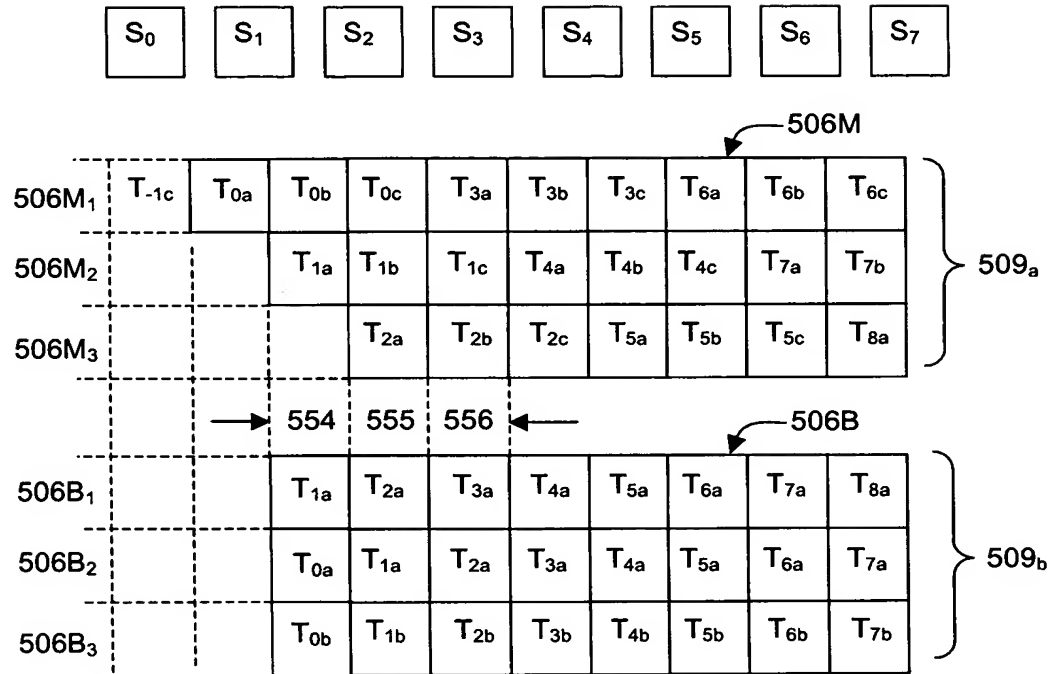 S₀ S₁ S₂ S₃ S₄ S₅ S₆ S₇
506M
506M₁ T₋₁c T₀a T₀b T₀c T₃a T₃b T₃c T₆a T₆b T₆c
506M₂ T₁a T₁b T₁c T₄a T₄b T₄c T₇a T₇b 509ₐ
506M₃ T₂a T₂b T₂c T₅a T₅b T₅c T₈a
554 555 556 506B
506B₁ T₁a T₂a T₃a T₄a T₅a T₆a T₇a T₈a
506B₂ T₀a T₁a T₂a T₃a T₄a T₅a T₆a T₇a 509b
506B₃ T₀b T₁b T₂b T₃b T₄b T₅b T₆b T₇b